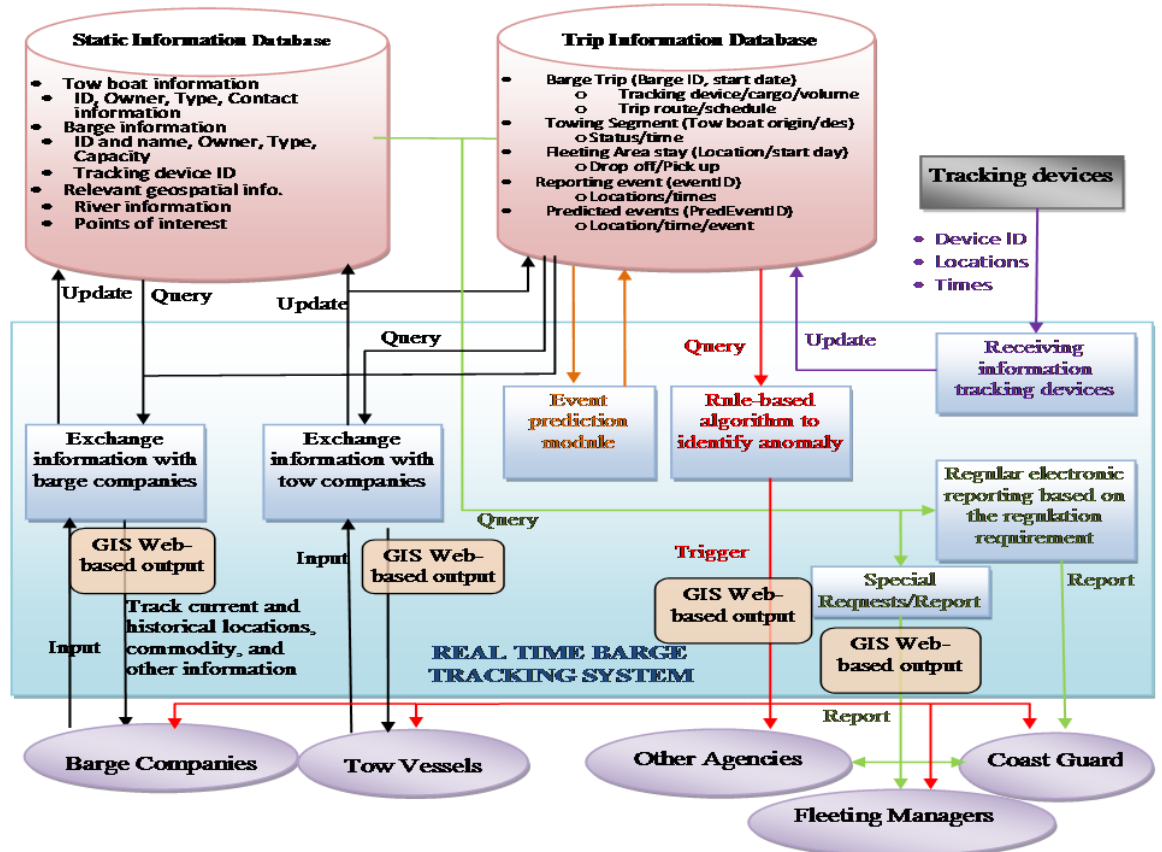 Static Information Database
• Tow boat information
• ID, Owner, Type, Contact
information
• Barge information
• ID and name, Owner, Type,
Capacity
• Tracking device ID
• Relevant geospatial info.
• River information
• Points of interest
Trip Information Database
• Barge Trip (Barge ID, start date)
o Tracking device/cargo/volume
o Trip route/schedule
• Towing Segment (Tow boat origin/des)
o Status/time
• Fleeting Area stay (Location/start day)
o Drop off/Pick up
• Reporting event (eventID)
o Locations/times
• Predicted events (PredEventID)
o Location/time/event
Tracking devices
• Device ID
• Locations
• Times
Update
Query
Update
Query
Query
Update
Receiving
information
tracking devices
Event
prediction
module
Rule-based
algorithm to
identify anomaly
Exchange
information with
barge companies
Exchange
information with
tow companies
Regular electronic
reporting based on
the regulation
requirement
Query
Input
GIS Web-
based output
GIS Web-
based output
Trigger
Special
Requests/Report
Report
GIS Web-
based output
GIS Web-
based output
Track current and
historical locations,
commodity, and
other information
Input
REAL TIME BARGE
TRACKING SYSTEM
Report
Barge Companies
Tow Vessels
Other Agencies
Coast Guard
Fleeting Managers